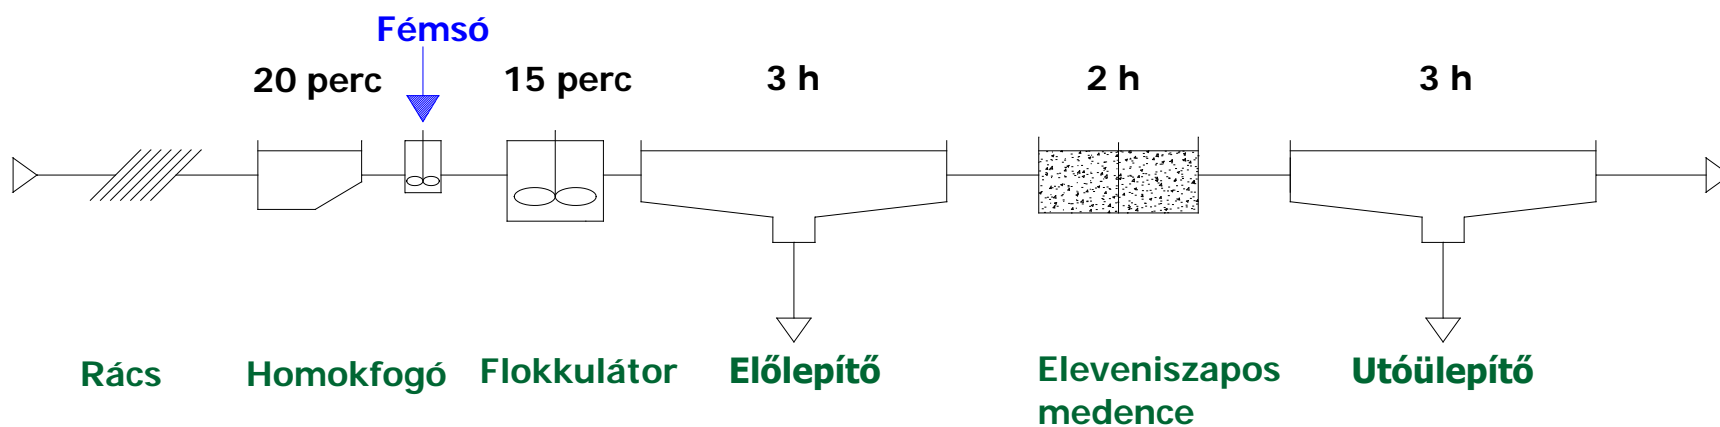 Fémsó
20 perc
15 perc
3 h
2 h
3 h
Rács
Homokfogó
Flokkulátor
Előlepítő
Eleveniszapos
medence
Utóülepítő